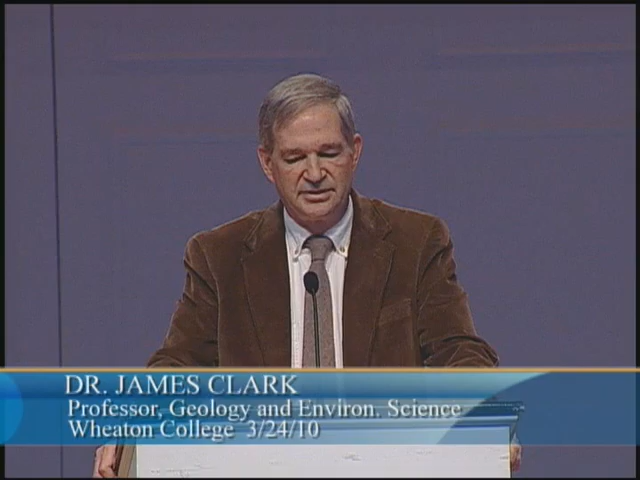 DR. JAMES CLARK
Professor, Geology and Environ. Science
Wheaton College 3/24/10